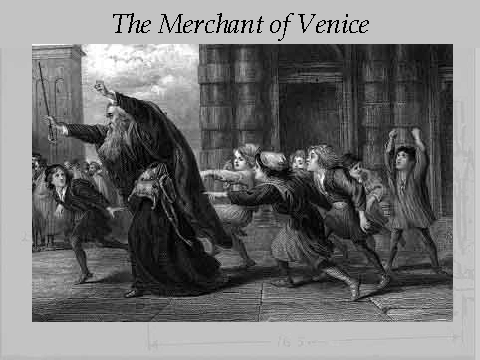 The Merchant of Venice